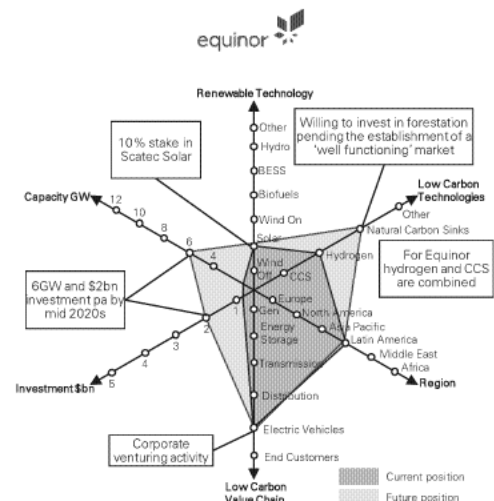 equinor
Renewable Technology
Other
Hydro
BESS
Biofuels
Wind On
Solar
Wind
Off
10% stake in
Scatec Solar
Willing to invest in forestation
pending the establishment of a
'well functioning' market
Low Carbon
Technologies
Other
Natural Carbon Sinks
Hydrogen
CCS
For Equinor
hydrogen and CCS
are combined
Capacity GW
12
10
8
6
4
6GW and $2bn
investment pa by
mid 2020s
1
2
3
4
5
Investment $bn
Europe
North America
Asia Pacific
Latin America
Middle East
Africa
Region
Gen
Energy
Storage
Transmission
Distribution
Electric Vehicles
End Customers
Corporate
venturing activity
Low Carbon
Value Chain
Current position
Future position